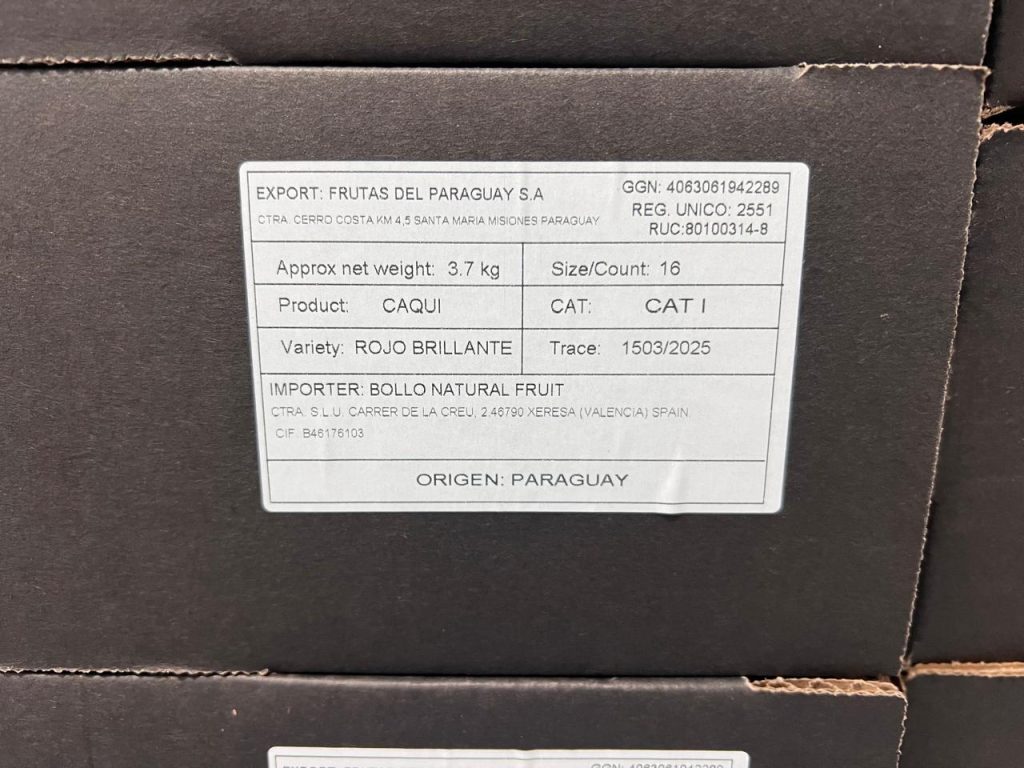 EXPORT: FRUTAS DEL PARAGUAY S.A
GGN: 4063061942289
CTRA. CERRO COSTA KM 4,5 SANTA MARIA MISIONES PARAGUAY
REG. UNICO: 2551
RUC:80100314-8
Approx net weight: 3.7 kg
Size/Count: 16
Product: CAQUI
CAT: CAT I
Variety: ROJO BRILLANTE
Trace: 1503/2025
IMPORTER: BOLLO NATURAL FRUIT
CTRA. S.L.U. CARRER DE LA CREU, 2,46790 XERESA (VALENCIA) SPAIN.
CIF. B46176103
ORIGEN: PARAGUAY
GGN: 4063061942289